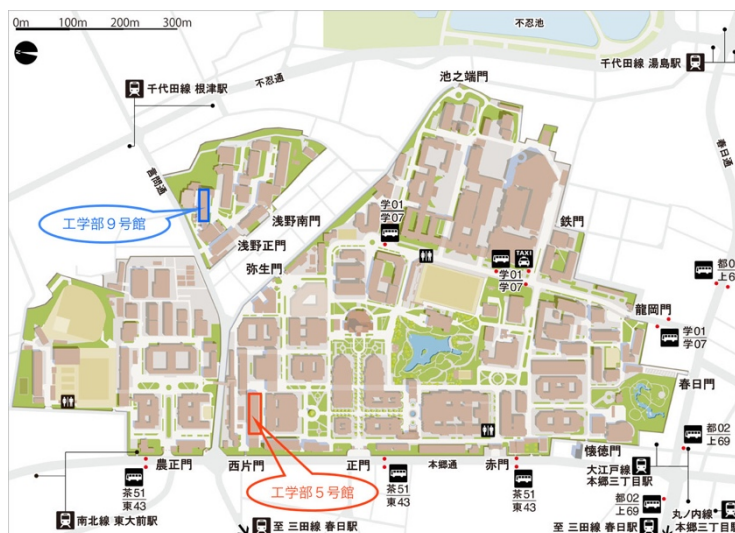 0m 100m 200m 300m
不忍池
千代田線 湯島駅
池之端門
不忍通
千代田線 根津駅
春日通
言問通
工学部9号館
浅野南門
浅野正門
弥生門
学01
学07
鉄門
TAXI
学01
学07
都02
龍岡門
学01
学07
春日門
農正門
西片門
正門
本郷通
赤門
懐徳門
都02
上69
大江戸線
本郷三丁目駅
茶51
東43
工学部5号館
茶51
東43
茶51
東43
都02
上69
丸ノ内線
本郷三丁目駅
南北線 東大前駅
至 三田線 春日駅
至 三田線 春日駅